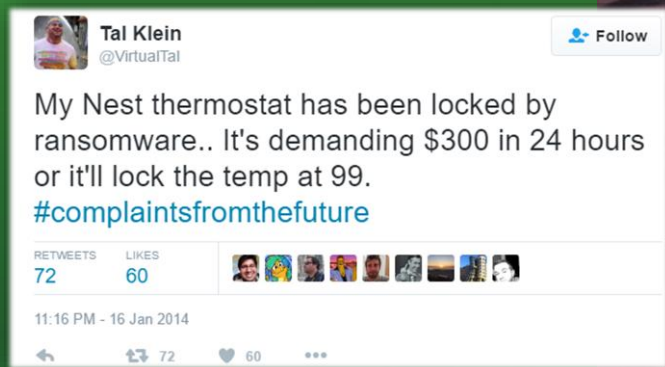 Tal Klein
@VirtualTal
Follow
My Nest thermostat has been locked by
ransomware.. It's demanding $300 in 24 hours
or it'll lock the temp at 99.
#complaintsfromthefuture
RETWEETS LIKES
72 60
11:16 PM - 16 Jan 2014
72 60